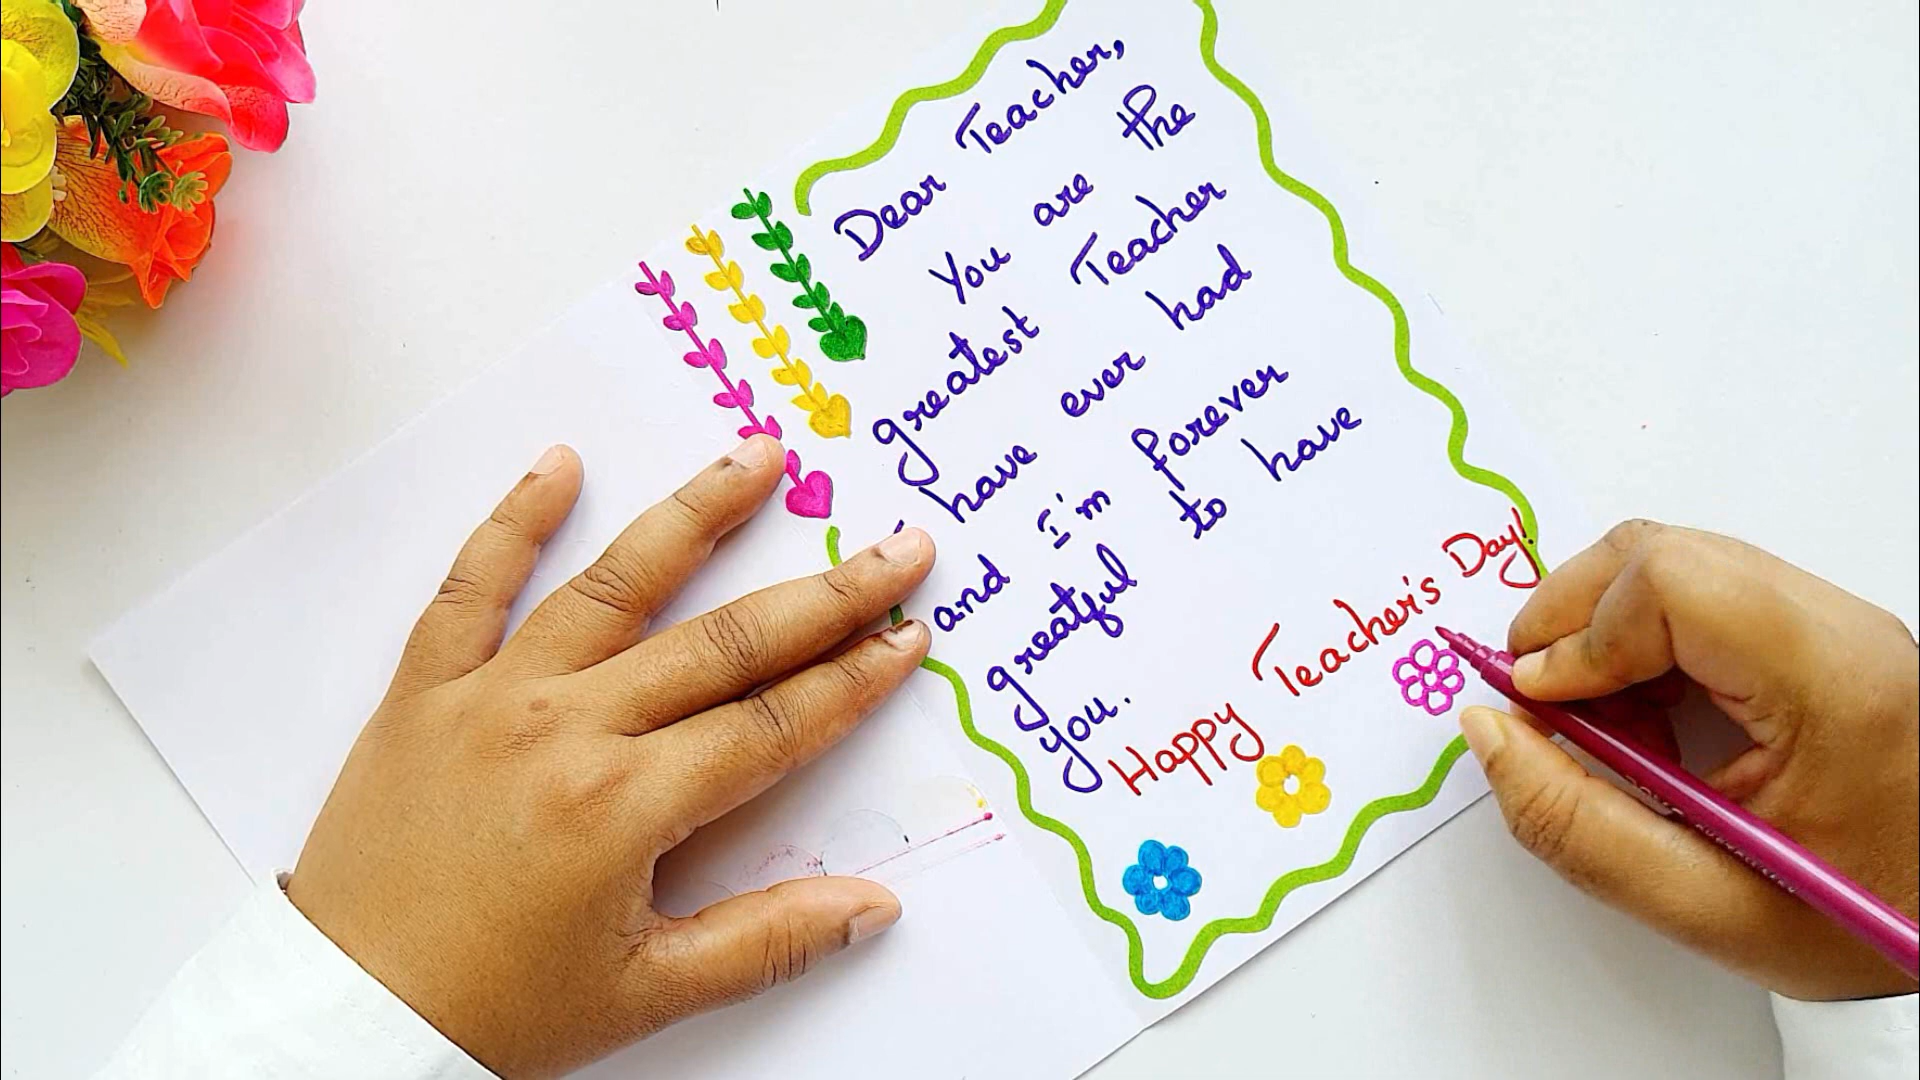 Dear Teacher,
You are the
greatest Teacher
have ever had
and I'm forever
greatful to have
you.
Happy Teacher's Day!